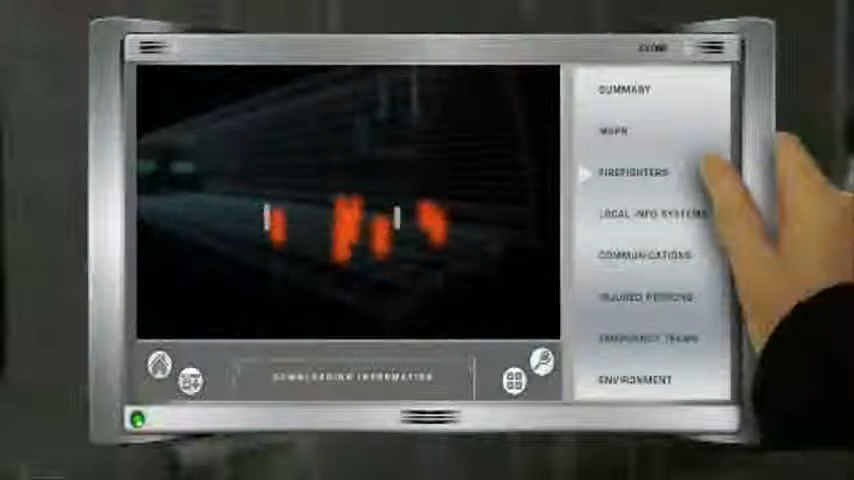 CLOSE
SUMMARY
MAPS
FIREFIGHTERS
LOCAL INFO SYSTEMS
COMMUNICATIONS
INJURED PERSONS
EMERGENCY TEAMS
ENVIRONMENT
DOWNLOADING INFORMATION